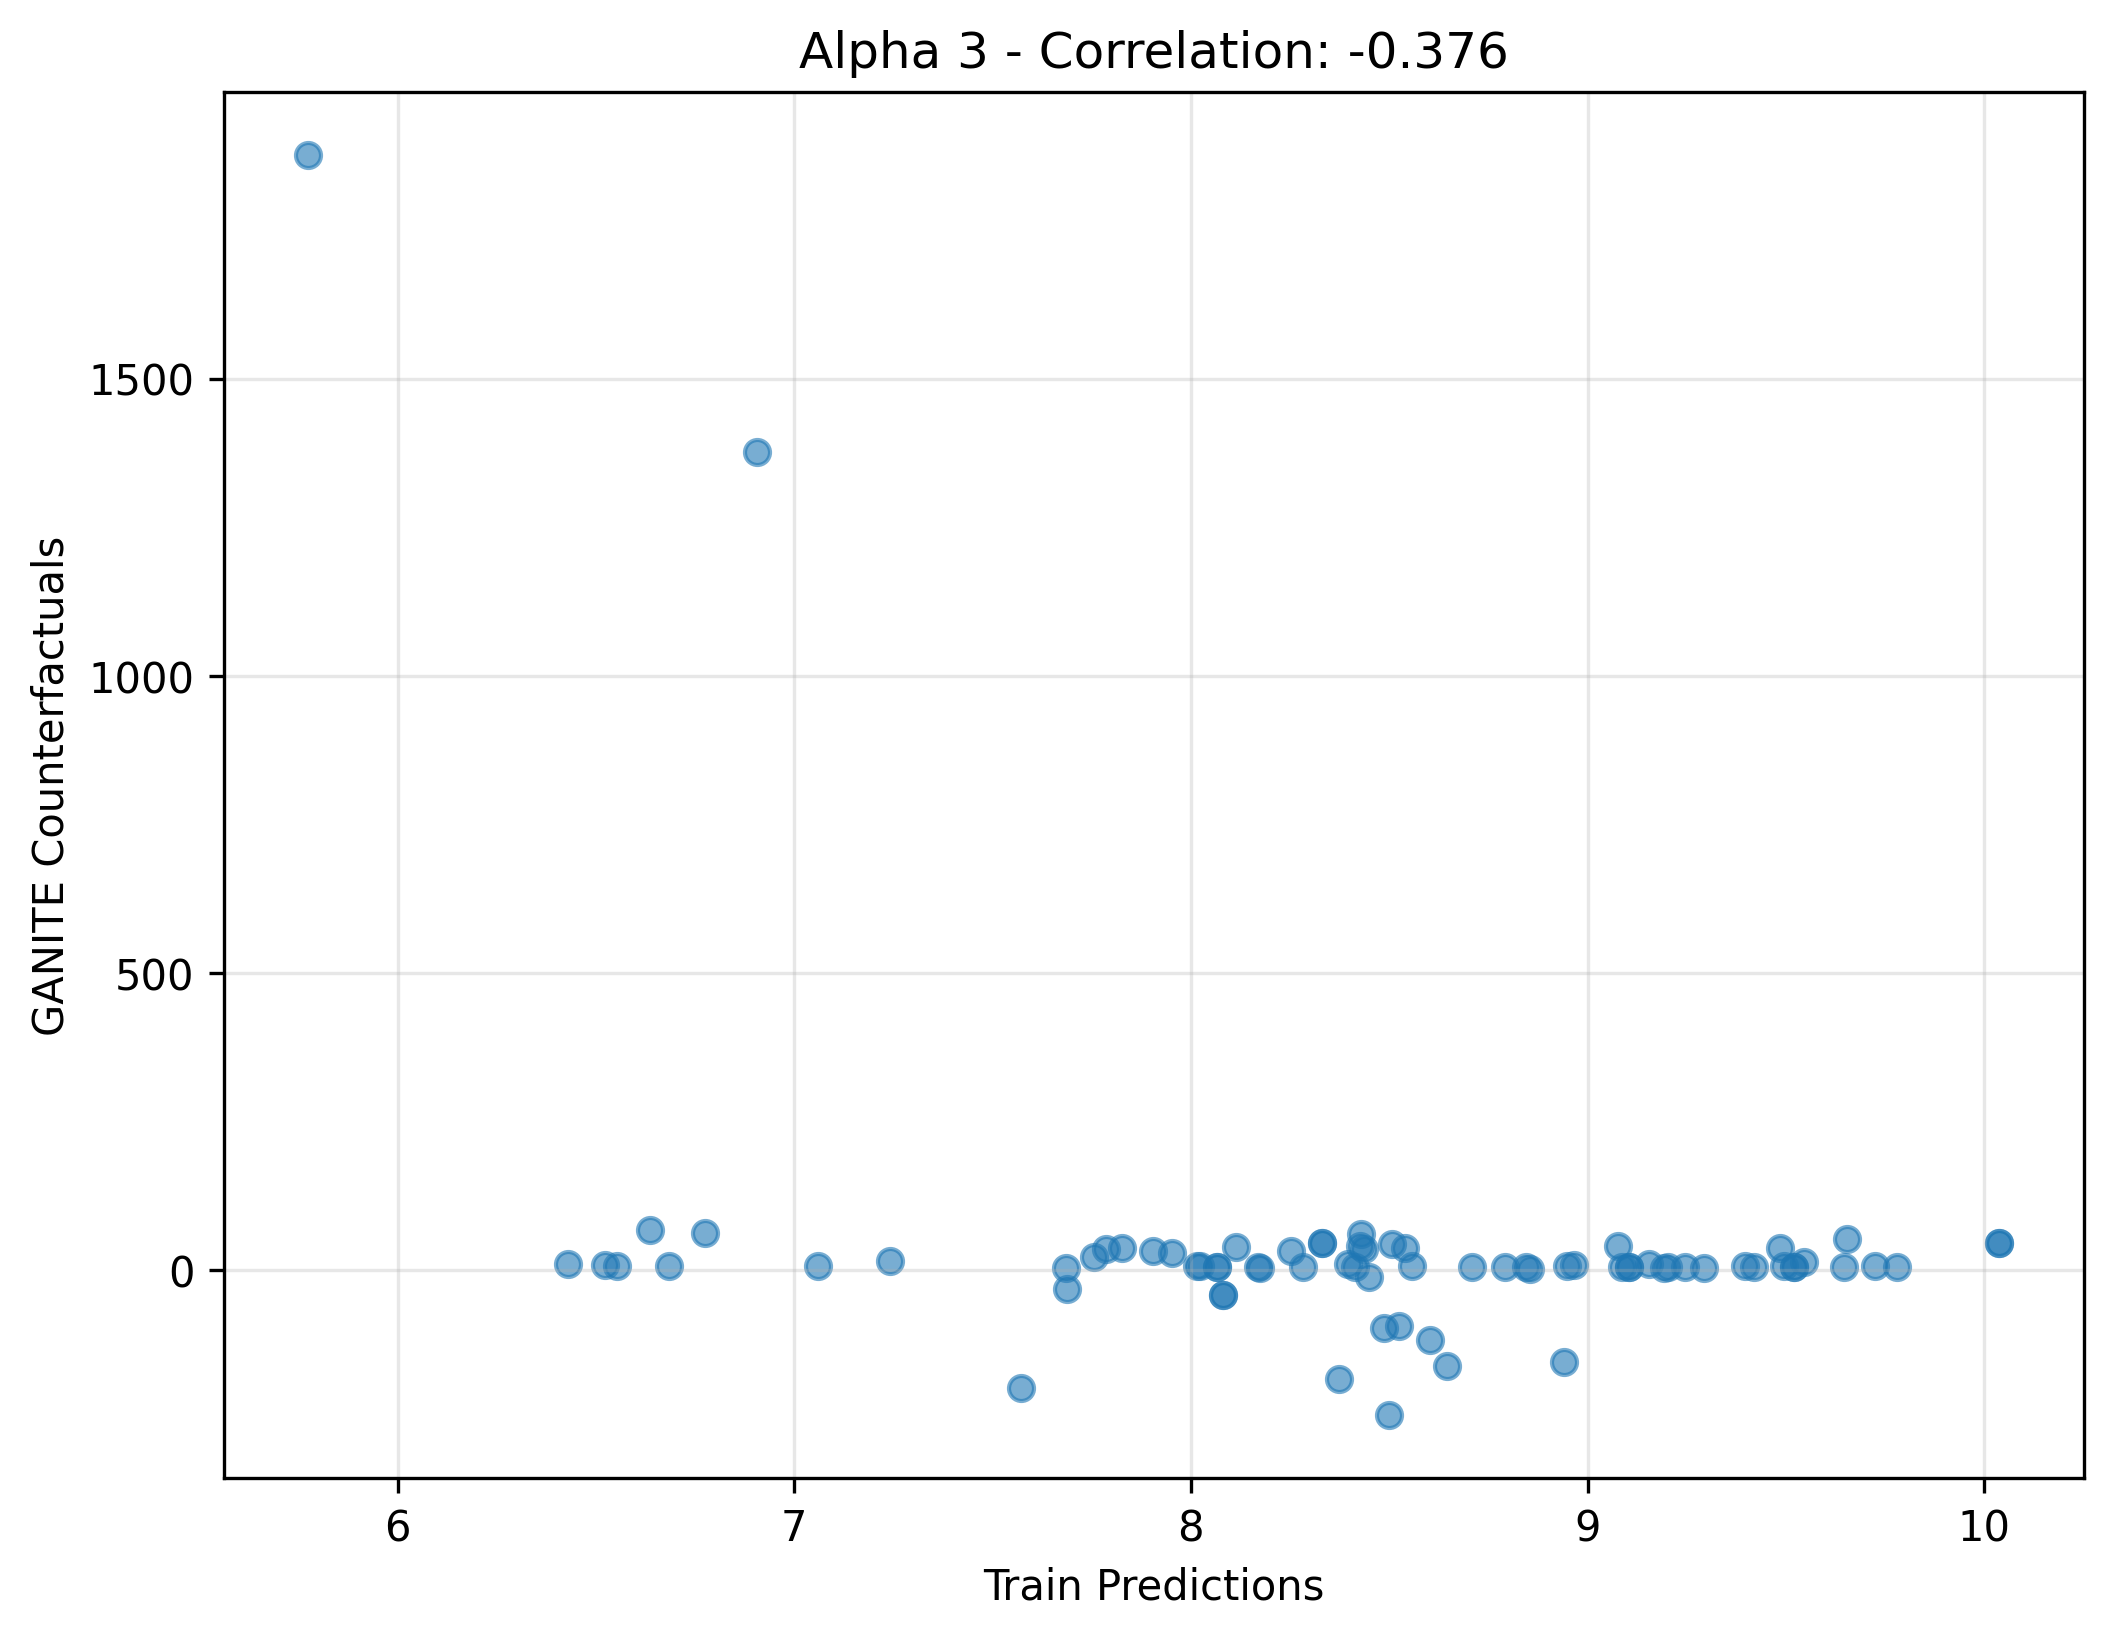 Alpha 3 - Correlation: -0.376
GANITE Counterfactuals
1500
1000
500
0
6 7 8 9 10
Train Predictions